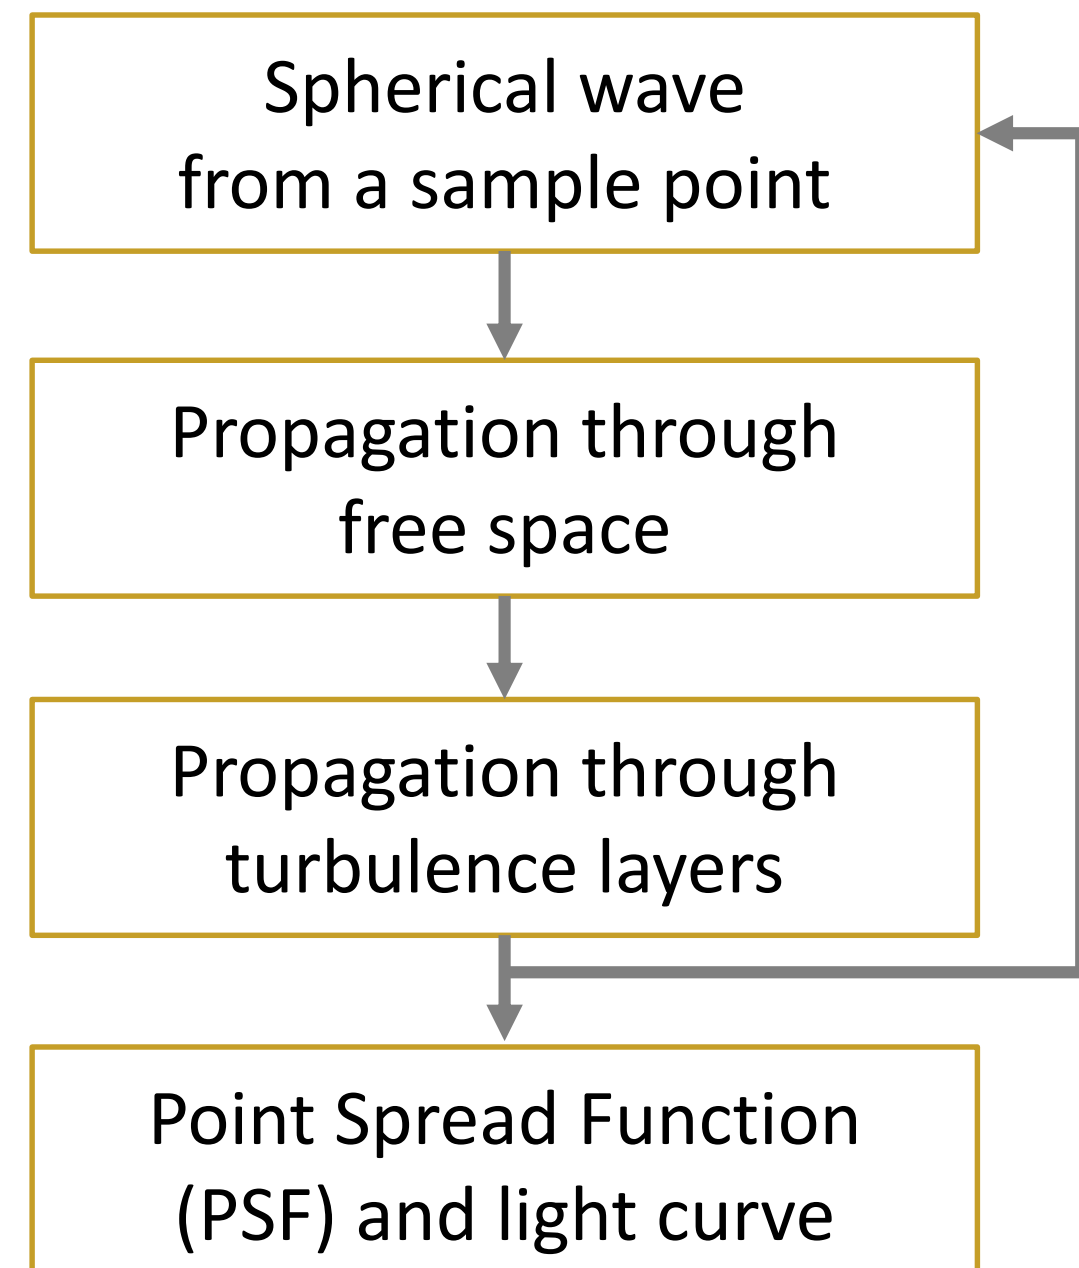 Spherical wave
from a sample point
Propagation through
free space
Propagation through
turbulence layers
Point Spread Function
(PSF) and light curve